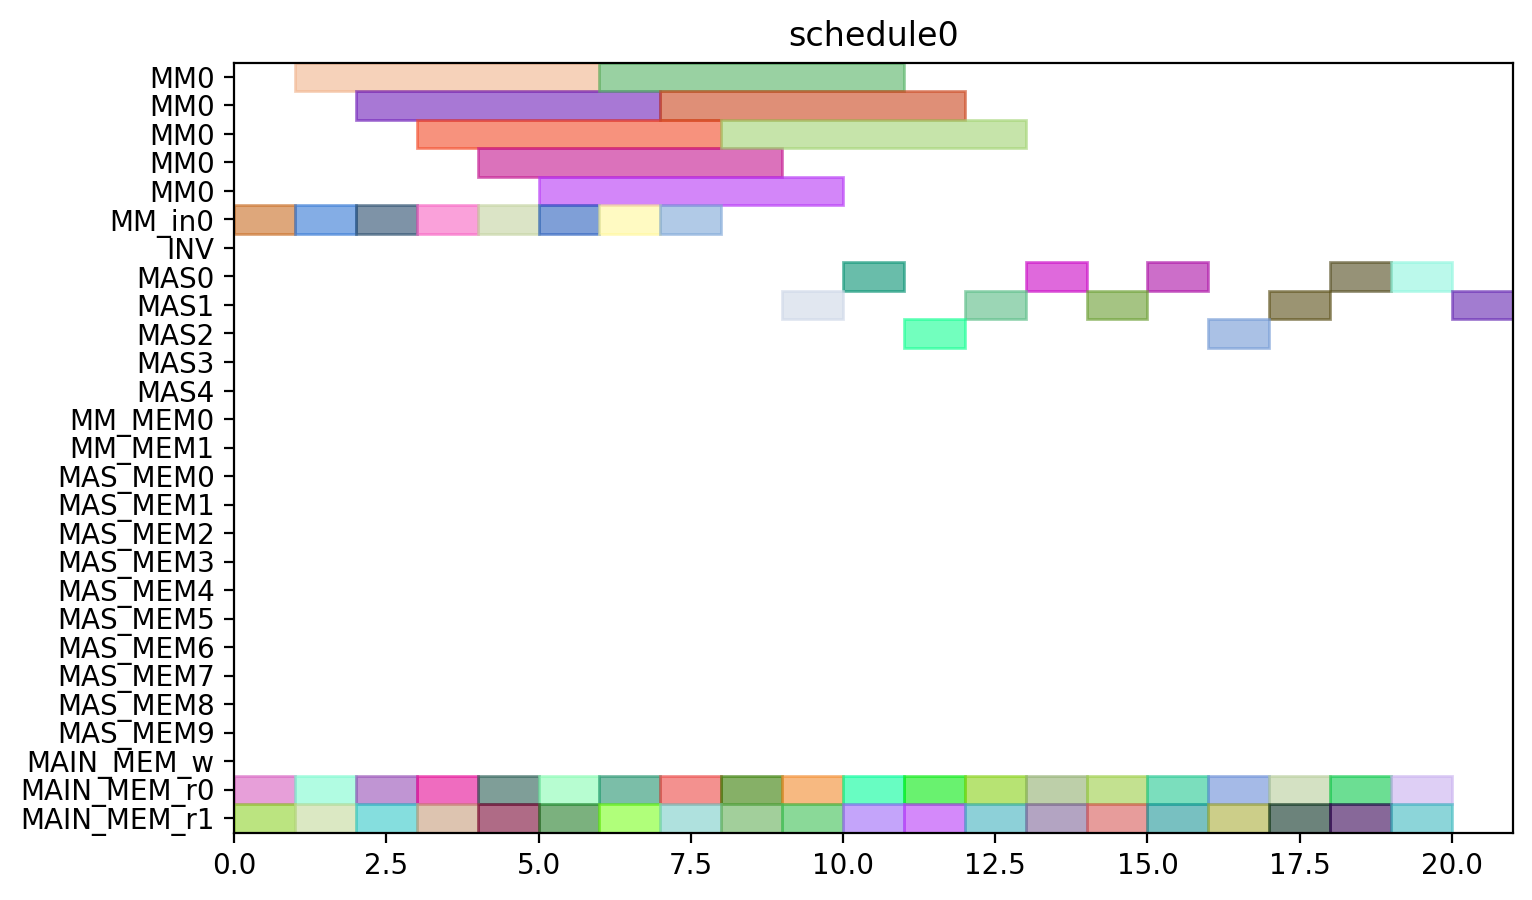 schedule0
MM0
MM0
MM0
MM0
MM0
MM_in0
INV
MAS0
MAS1
MAS2
MAS3
MAS4
MM_MEM0
MM_MEM1
MAS_MEM0
MAS_MEM1
MAS_MEM2
MAS_MEM3
MAS_MEM4
MAS_MEM5
MAS_MEM6
MAS_MEM7
MAS_MEM8
MAS_MEM9
MAIN_MEM_w
MAIN_MEM_r0
MAIN_MEM_r1
0.0 2.5 5.0 7.5 10.0 12.5 15.0 17.5 20.0